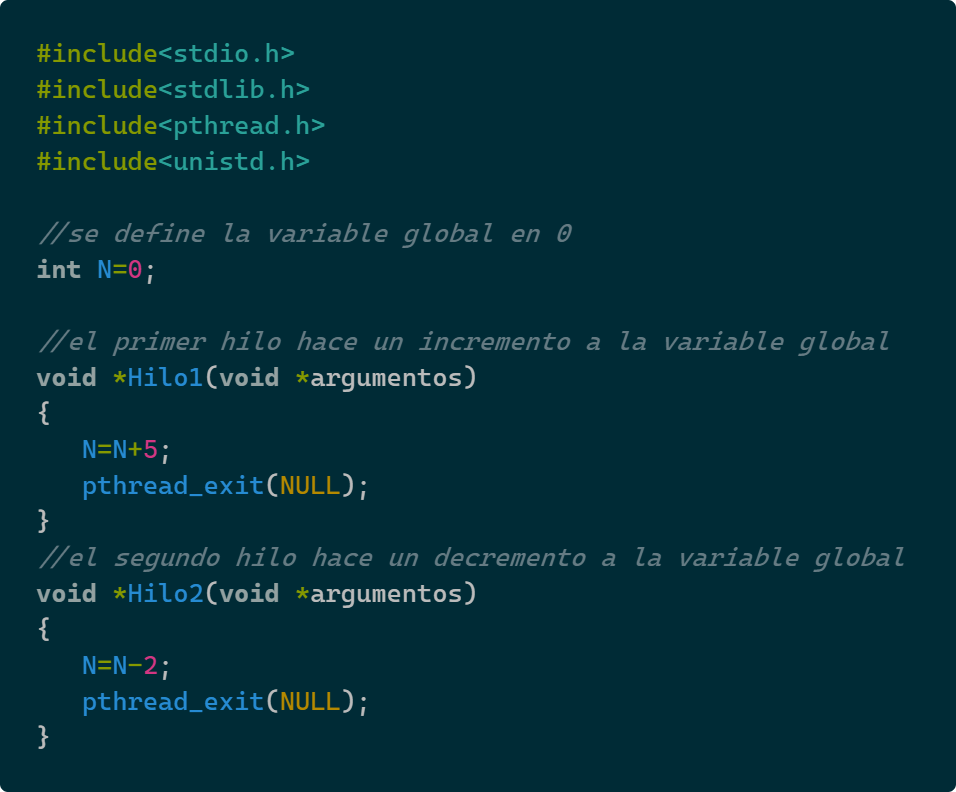 #include<stdio.h>
#include<stdlib.h>
#include<pthread.h>
#include<unistd.h>
//se define la variable global en 0
int N=0;
//el primer hilo hace un incremento a la variable global
void *Hilo1(void *argumentos)
{
N=N+5;
pthread_exit(NULL);
}
//el segundo hilo hace un decremento a la variable global
void *Hilo2(void *argumentos)
{
N=N-2;
pthread_exit(NULL);
}